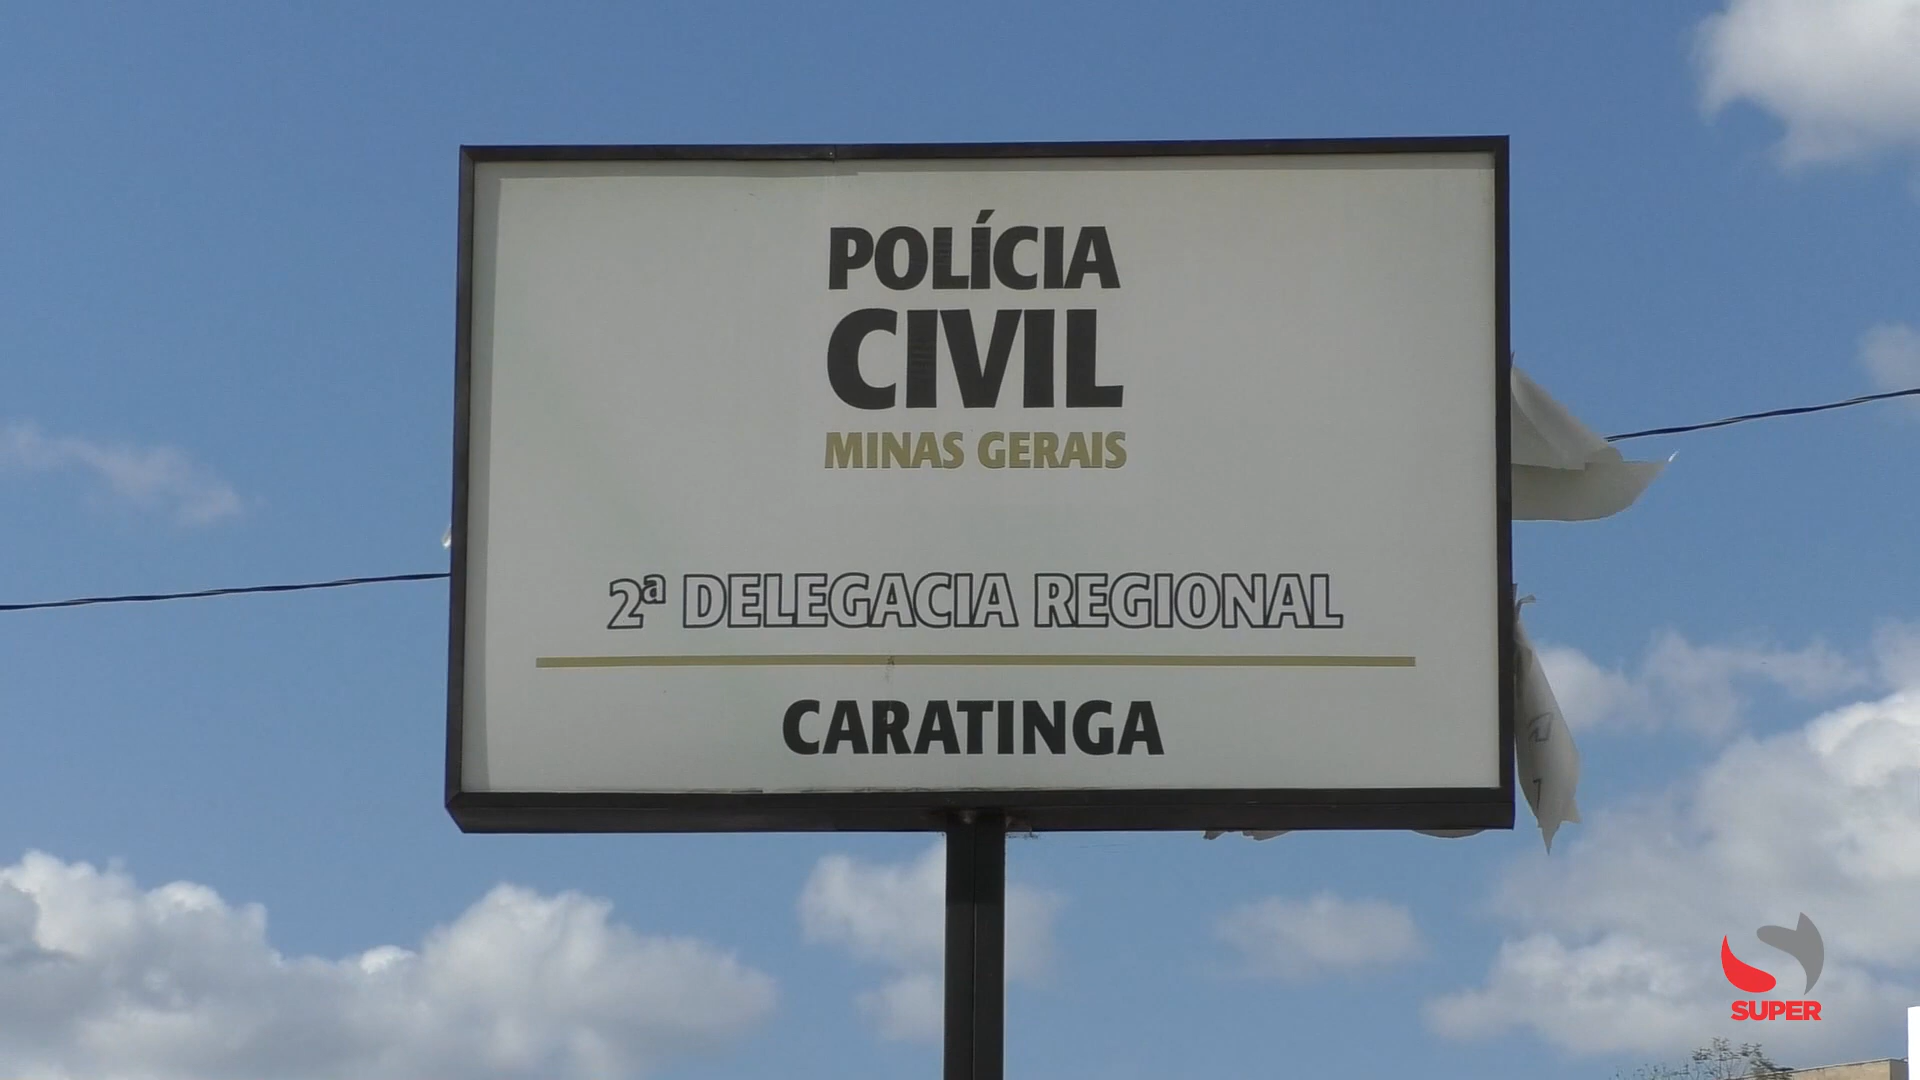 POLÍCIA
CIVIL
MINAS GERAIS
2ª DELEGACIA REGIONAL
CARATINGA
SUPER